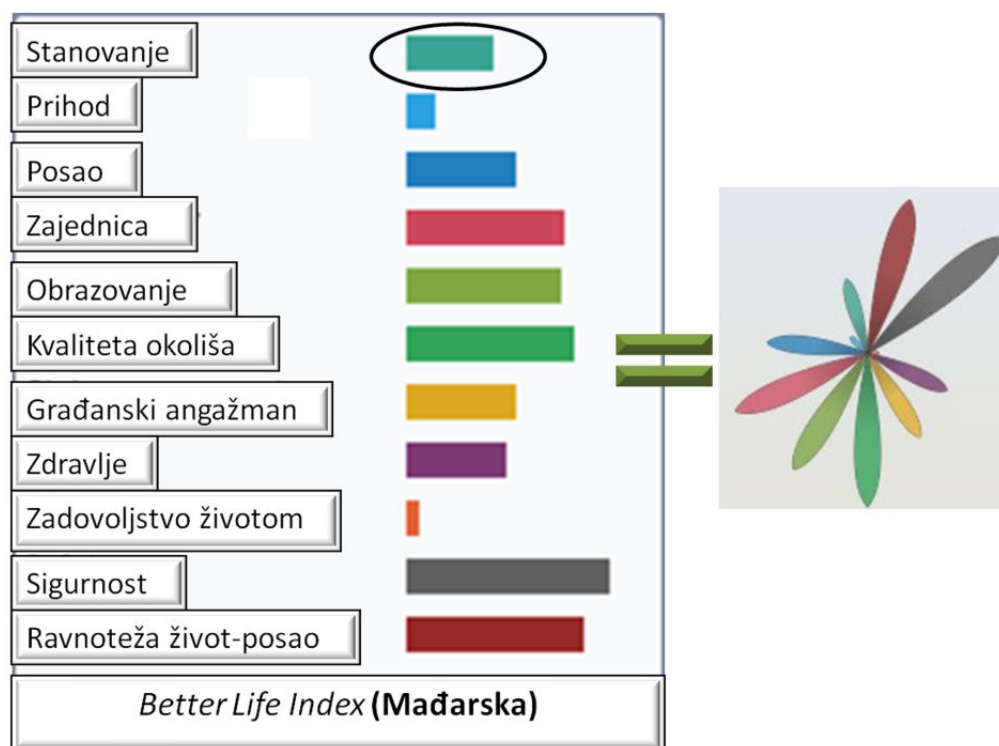 Stanovanje
Prihod
Posao
Zajednica
Obrazovanje
Kvaliteta okoliša
Građanski angažman
Zdravlje
Zadovoljstvo životom
Sigurnost
Ravnoteža život-posao
Better Life Index (Mađarska)